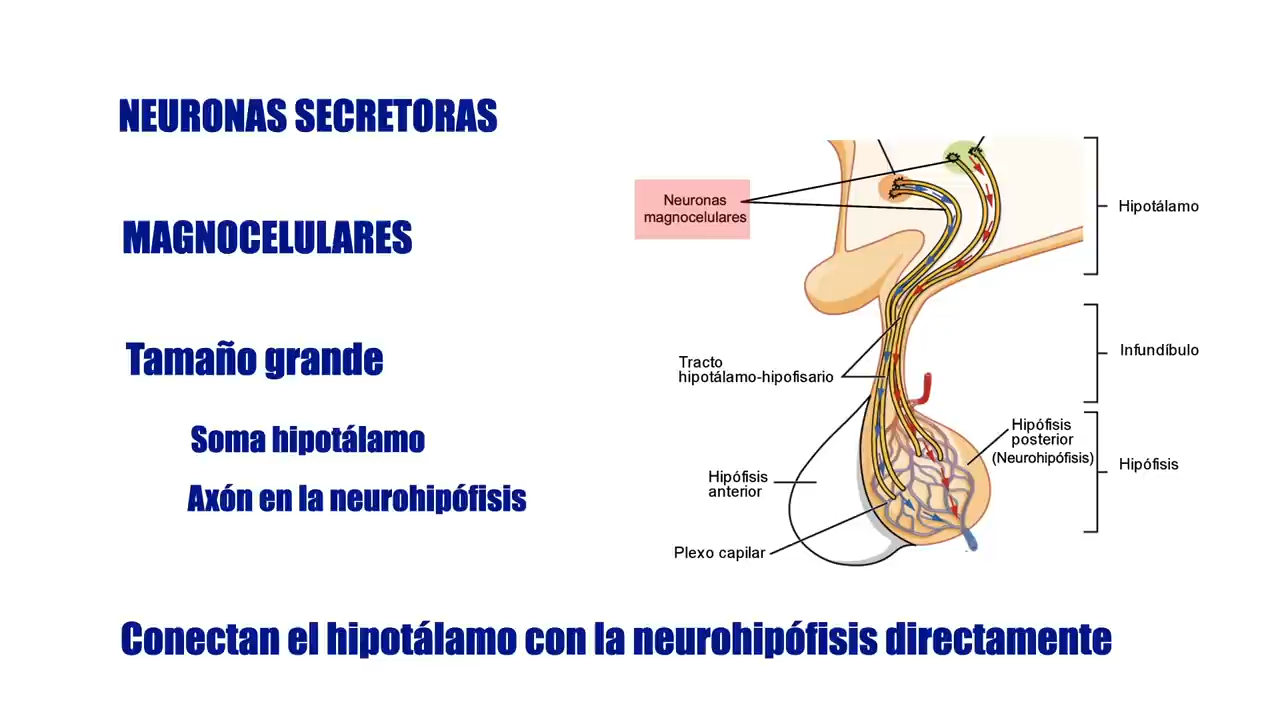 NEURONAS SECRETORAS
MAGNOCELULARES
Tamaño grande
Soma hipotálamo
Axón en la neurohipófisis
Neuronas
magnocelulares
Hipotálamo
Tracto
hipotálamo-hipofisario
Infundíbulo
Hipófisis
posterior
(Neurohipófisis)
Hipófisis
Hipófisis
anterior
Plexo capilar
Conectan el hipotálamo con la neurohipófisis directamente